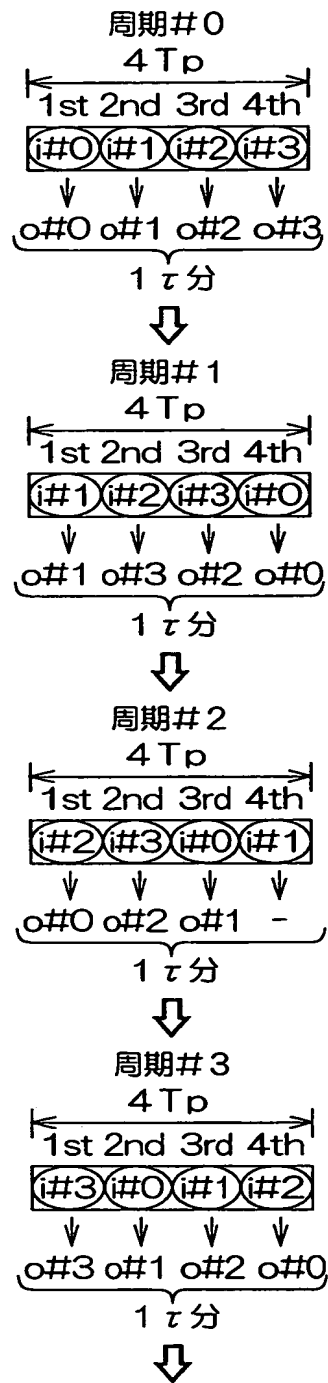 周期#0
4Tp
1st 2nd 3rd 4th
i#0 i#1 i#2 i#3
o#0 o#1 o#2 o#3
1τ分
周期#1
4Tp
1st 2nd 3rd 4th
i#1 i#2 i#3 i#0
o#1 o#3 o#2 o#0
1τ分
周期#2
4Tp
1st 2nd 3rd 4th
i#2 i#3 i#0 i#1
o#0 o#2 o#1 -
1τ分
周期#3
4Tp
1st 2nd 3rd 4th
i#3 i#0 i#1 i#2
o#3 o#1 o#2 o#0
1τ分